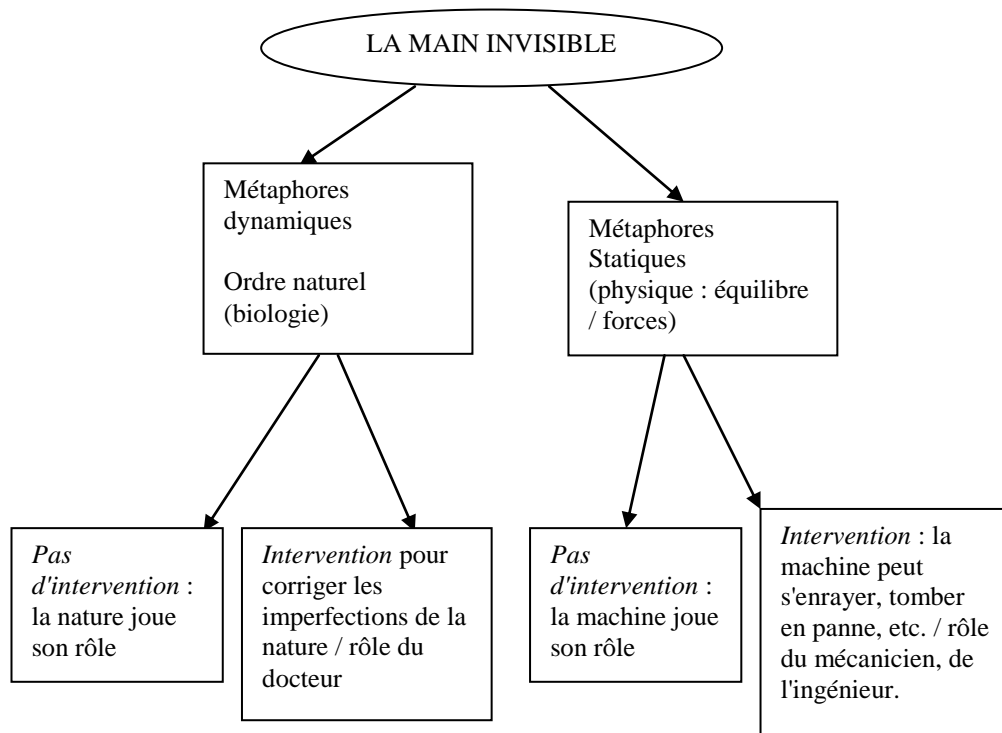 LA MAIN INVISIBLE
Métaphores
dynamiques
Ordre naturel
(biologie)
Métaphores
Statiques
(physique : équilibre
/ forces)
Pas
d'intervention :
la nature joue
son rôle
Intervention pour
corriger les
imperfections de la
nature / rôle du
docteur
Pas
d'intervention :
la machine joue
son rôle
Intervention : la
machine peut
s'enrayer, tomber
en panne, etc. / rôle
du mécanicien, de
l'ingénieur.